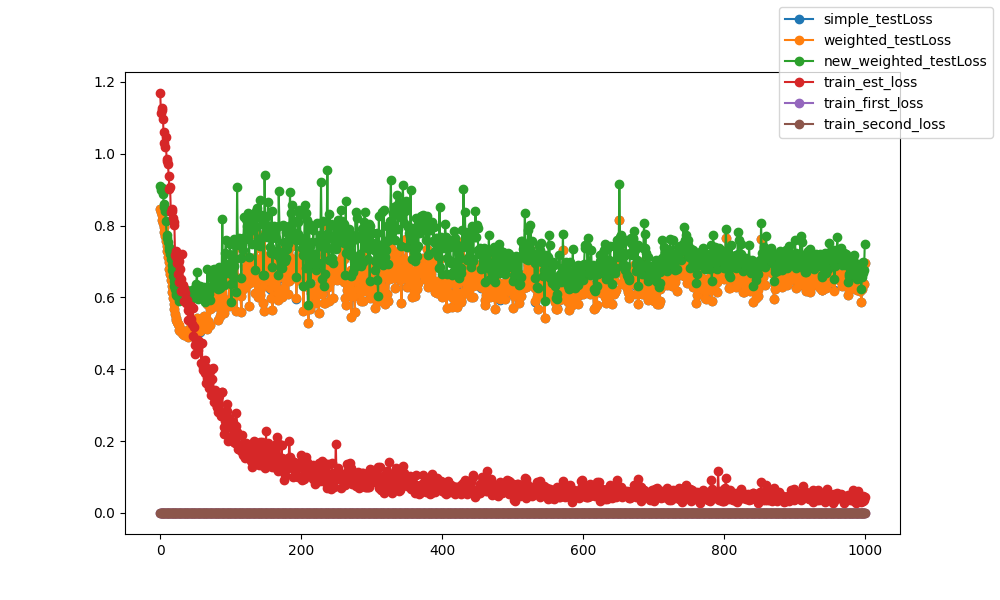 simple_testLoss
weighted_testLoss
new_weighted_testLoss
train_est_loss
train_first_loss
train_second_loss
1.2
1.0
0.8
0.6
0.4
0.2
0.0
0 200 400 600 800 1000